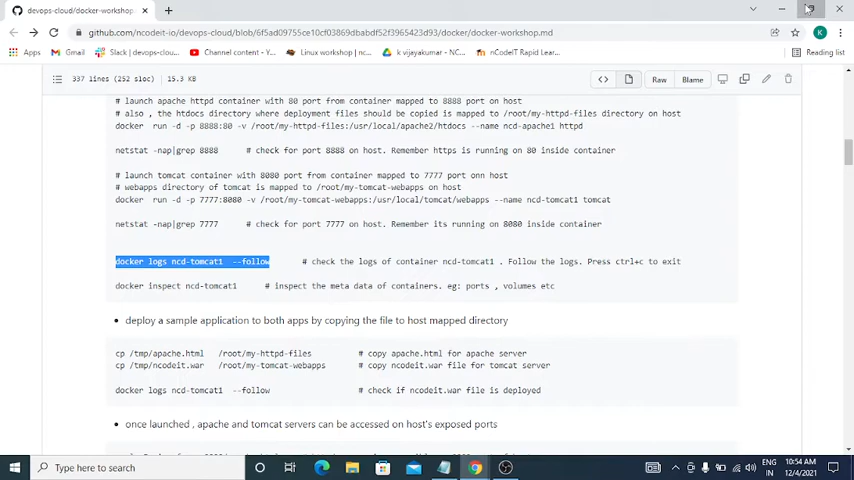 devops-cloud/docker-workshop
github.com/ncodeit-io/devops-cloud/blob/6f5ad09755ce10cf03869dbabaf5390d53eedf2f/docker/docker-workshop.md
Apps
Gmail
Slack | devops-clou...
Channel content - Y...
Linux workshop | nc...
k vijayakumar - NC...
nCodeIT Rapid Lear...
Reading list
337 lines (252 sloc)
15.3 KB
Raw
Blame
# launch apache httpd container with 80 port from container mapped to 8888 port on host
# also , the htdocs directory where deployment files should be copied is mapped to /root/my-httpd-files on host
docker run -d -p 8888:80 -v /root/my-httpd-files:/usr/local/apache2/htdocs --name ncd-apache1 httpd
netstat -nap|grep 8888 # check for port 8888 on host. Remember https is running on 80 inside container
# launch tomcat container with 8080 port from container mapped to 7777 port onn host
# webapps directory of tomcat is mapped to /root/my-tomcat-webapps on host
docker run -d -p 7777:8080 -v /root/my-tomcat-webapps:/usr/local/tomcat/webapps --name ncd-tomcat1 tomcat
netstat -nap|grep 7777 # check for port 7777 on host. Remember its running on 8080 inside container
docker logs ncd-tomcat1 --follow # check the logs of container ncd-tomcat1 . Follow the logs. Press ctrl+c to exit
docker inspect ncd-tomcat1 # inspect the meta data of containers. eg: ports , volumes etc
• deploy a sample application to both apps by copying the file to host mapped directory
cp /tmp/apache.html /root/my-httpd-files # copy apache.html for apache server
cp /tmp/ncodeit.war /root/my-tomcat-webapps # copy ncodeit.war file for tomcat server
docker logs ncd-tomcat1 --follow # check if ncodeit.war file is deployed
• once launched , apache and tomcat servers can be accessed on host's exposed ports
Type here to search
ENG
IN
10:54 AM
12/4/2021